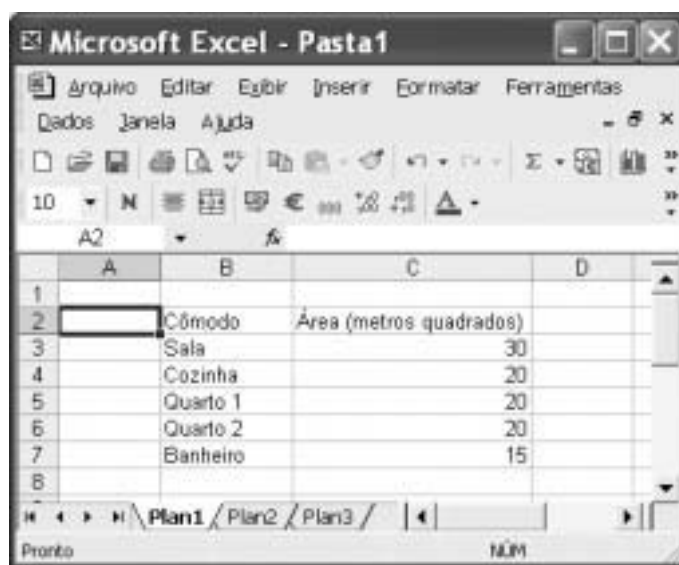 Microsoft Excel - Pasta1
Arquivo Editar Exibir Inserir Formatar Ferramentas
Dados Janela Ajuda
10 N € 000
A2 fx
A B C D
1
2 Cômodo Área (metros quadrados)
3 Sala 30
4 Cozinha 20
5 Quarto 1 20
6 Quarto 2 20
7 Banheiro 15
8
Plan1 Plan2 Plan3
Pronto NÚM